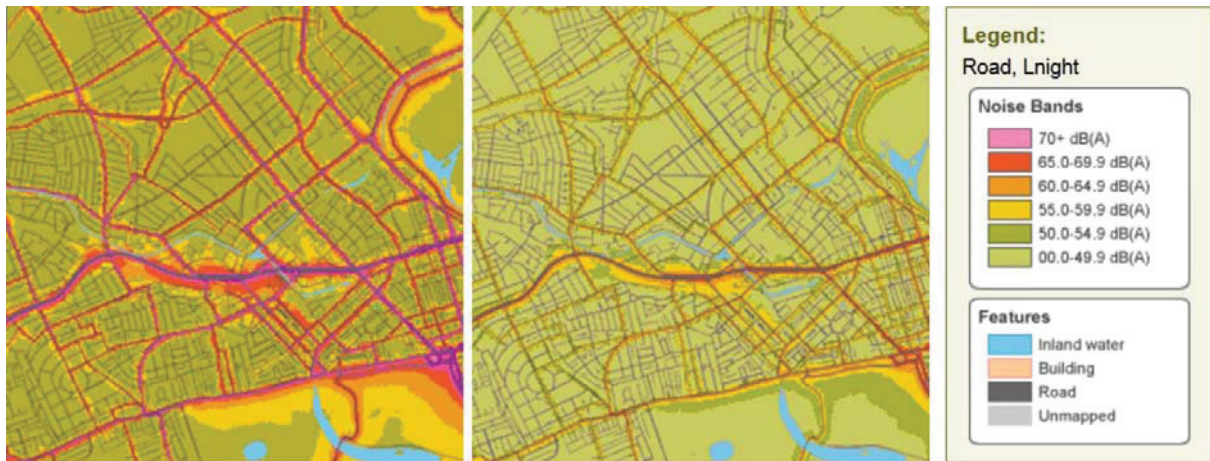 Legend:
Road, Lnight
Noise Bands
70+ dB(A)
65.0-69.9 dB(A)
60.0-64.9 dB(A)
55.0-59.9 dB(A)
50.0-54.9 dB(A)
00.0-49.9 dB(A)
Features
Inland water
Building
Road
Unmapped